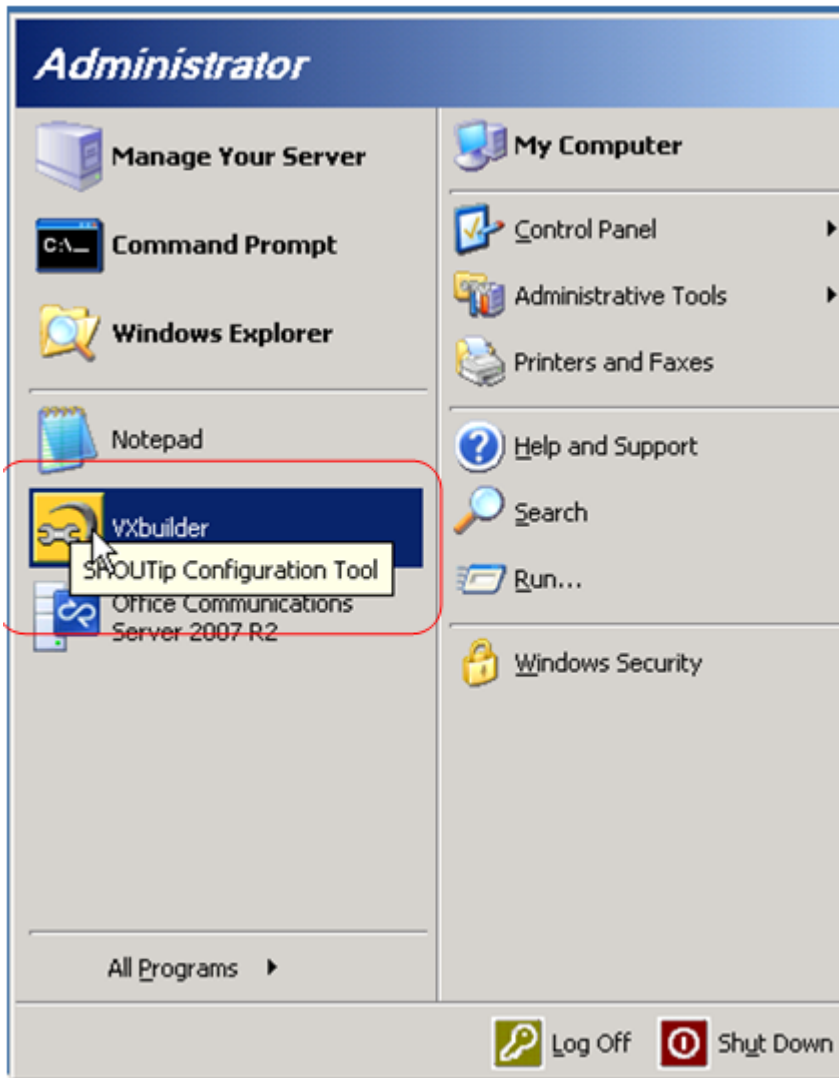 Administrator
Manage Your Server
C:\_
Command Prompt
Windows Explorer
Notepad
VXbuilder
SHOUTip Configuration Tool
Office Communications
Server 2007 R2
All Programs
My Computer
Control Panel
Administrative Tools
Printers and Faxes
Help and Support
Search
Run...
Windows Security
Log Off
Shut Down